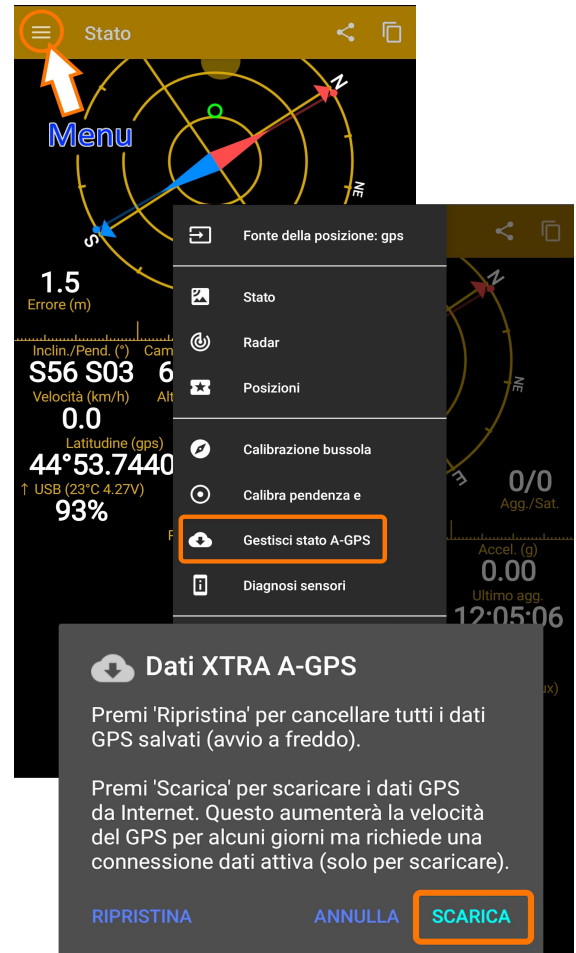 Stato
Menu
N
NE
S
1.5
Errore (m)
Inclin./Pend. (°) Cam
S56 S03 6
Velocità (km/h) Alt
0.0
Latitudine (gps)
44°53.7440
↑ USB (23°C 4.27V)
93%
Fonte della posizione: gps
Stato
Radar
Posizioni
Calibrazione bussola
Calibra pendenza e
Gestisci stato A-GPS
Diagnosi sensori
N
NE
E
0/0
Agg./Sat.
Accel. (g)
0.00
Ultimo agg.
12:05:06
Dati XTRA A-GPS
Premi 'Ripristina' per cancellare tutti i dati
GPS salvati (avvio a freddo).
Premi 'Scarica' per scaricare i dati GPS
da Internet. Questo aumenterà la velocità
del GPS per alcuni giorni ma richiede una
connessione dati attiva (solo per scaricare).
RIPRISTINA ANNULLA SCARICA